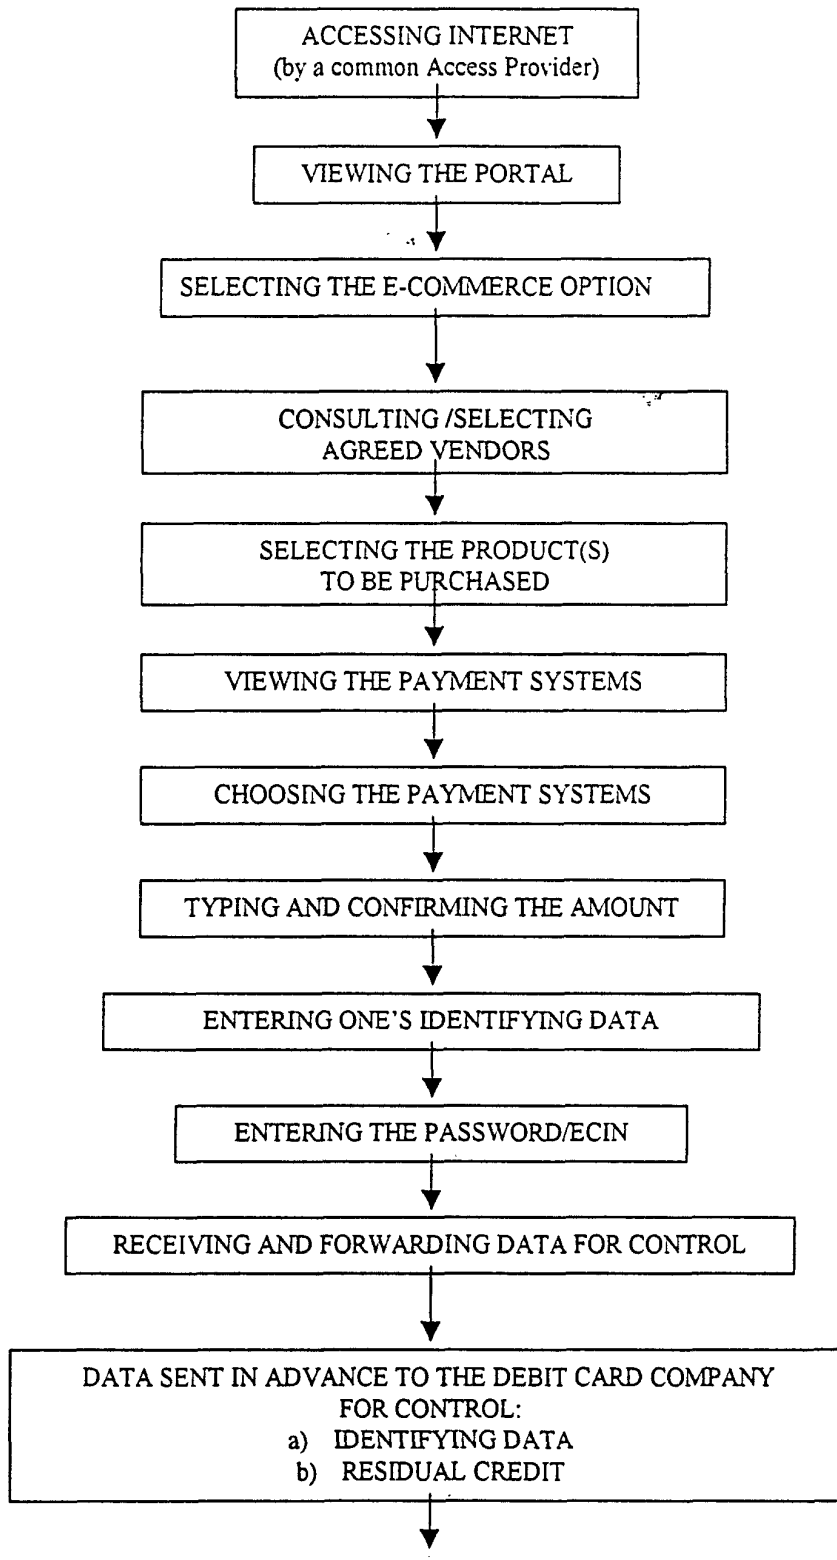 ACCESSING INTERNET
(by a common Access Provider)
VIEWING THE PORTAL
SELECTING THE E-COMMERCE OPTION
CONSULTING /SELECTING
AGREED VENDORS
SELECTING THE PRODUCT(S)
TO BE PURCHASED
VIEWING THE PAYMENT SYSTEMS
CHOOSING THE PAYMENT SYSTEMS
TYPING AND CONFIRMING THE AMOUNT
ENTERING ONE'S IDENTIFYING DATA
ENTERING THE PASSWORD/ECIN
RECEIVING AND FORWARDING DATA FOR CONTROL
DATA SENT IN ADVANCE TO THE DEBIT CARD COMPANY
FOR CONTROL:
a) IDENTIFYING DATA
b) RESIDUAL CREDIT